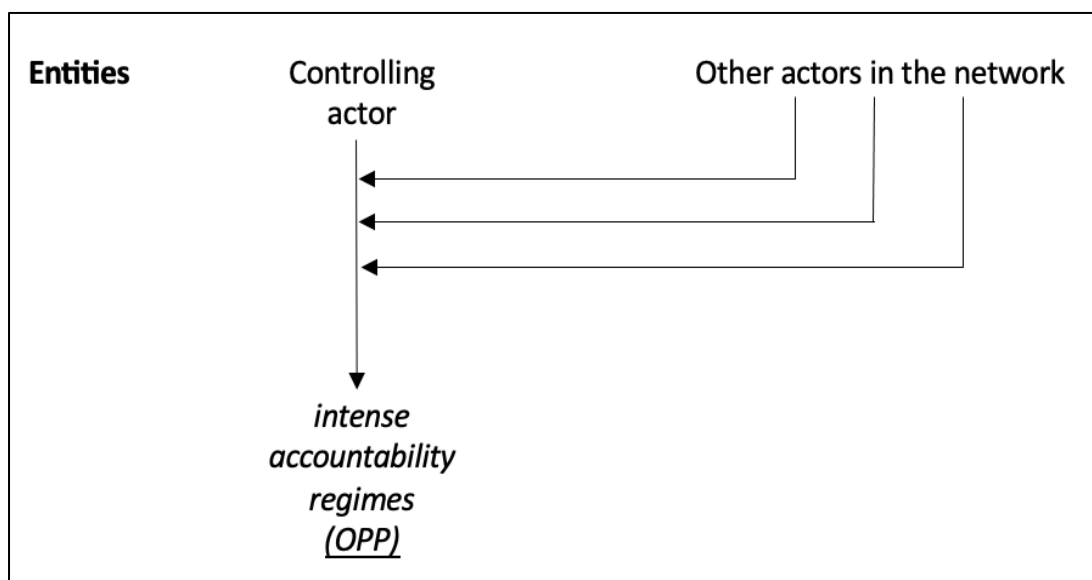 Entities
Controlling
actor
Other actors in the network
intense
accountability
regimes
(OPP)